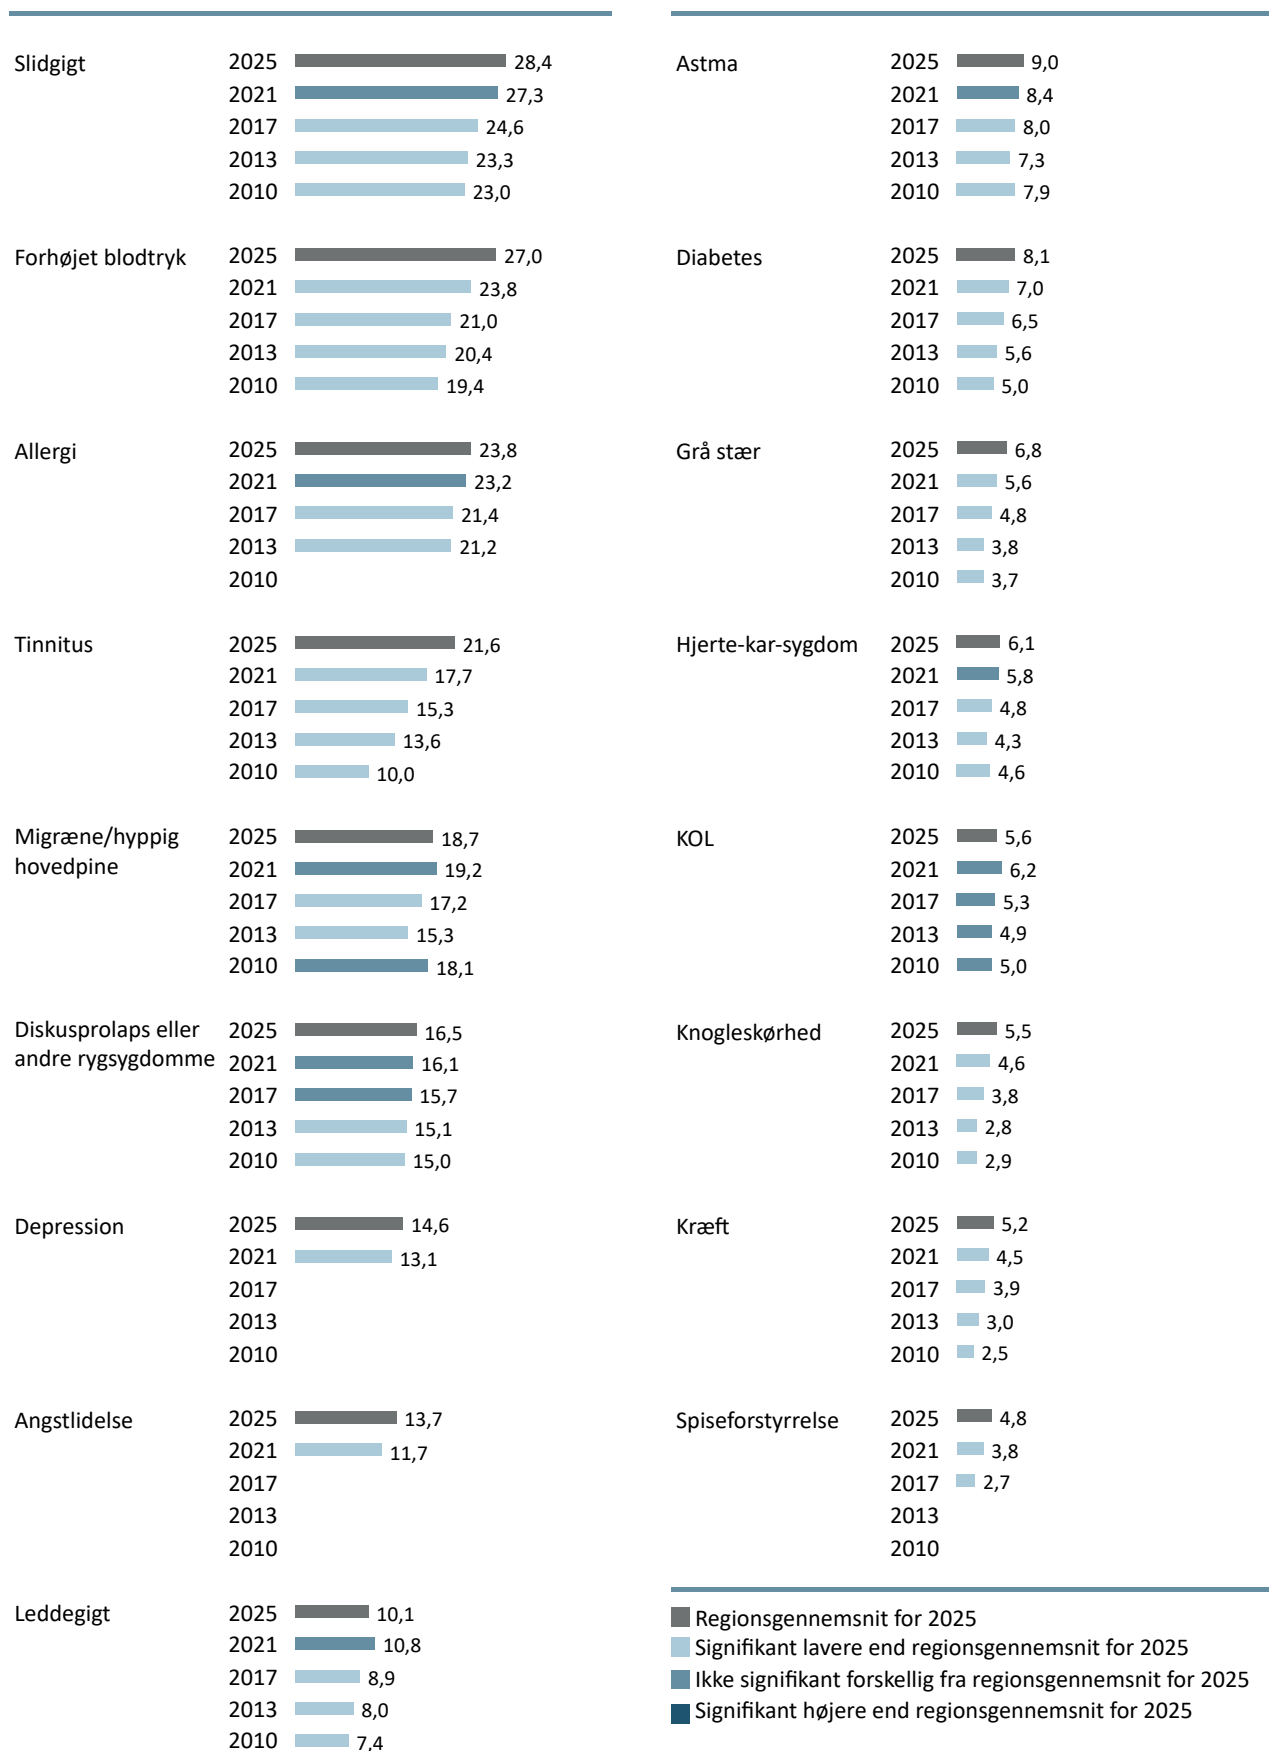 Slidgigt 2025 28,4
2021 27,3
2017 24,6
2013 23,3
2010 23,0
Forhøjet blodtryk 2025 27,0
2021 23,8
2017 21,0
2013 20,4
2010 19,4
Allergi 2025 23,8
2021 23,2
2017 21,4
2013 21,2
2010
Tinnitus 2025 21,6
2021 17,7
2017 15,3
2013 13,6
2010 10,0
Migræne/hyppig 2025 18,7
hovedpine 2021 19,2
2017 17,2
2013 15,3
2010 18,1
Diskusprolaps eller 2025 16,5
andre rygsygdomme 2021 16,1
2017 15,7
2013 15,1
2010 15,0
Depression 2025 14,6
2021 13,1
2017
2013
2010
Angstlidelse 2025 13,7
2021 11,7
2017
2013
2010
Leddegigt 2025 10,1
2021 10,8
2017 8,9
2013 8,0
2010 7,4
Astma 2025 9,0
2021 8,4
2017 8,0
2013 7,3
2010 7,9
Diabetes 2025 8,1
2021 7,0
2017 6,5
2013 5,6
2010 5,0
Grå stær 2025 6,8
2021 5,6
2017 4,8
2013 3,8
2010 3,7
Hjerte-kar-sygdom 2025 6,1
2021 5,8
2017 4,8
2013 4,3
2010 4,6
KOL 2025 5,6
2021 6,2
2017 5,3
2013 4,9
2010 5,0
Knogleskørhed 2025 5,5
2021 4,6
2017 3,8
2013 2,8
2010 2,9
Kræft 2025 5,2
2021 4,5
2017 3,9
2013 3,0
2010 2,5
Spiseforstyrrelse 2025 4,8
2021 3,8
2017 2,7
2013
2010
Regionsgennemsnit for 2025
Signifikant lavere end regionsgennemsnit for 2025
Ikke signifikant forskellig fra regionsgennemsnit for 2025
Signifikant højere end regionsgennemsnit for 2025